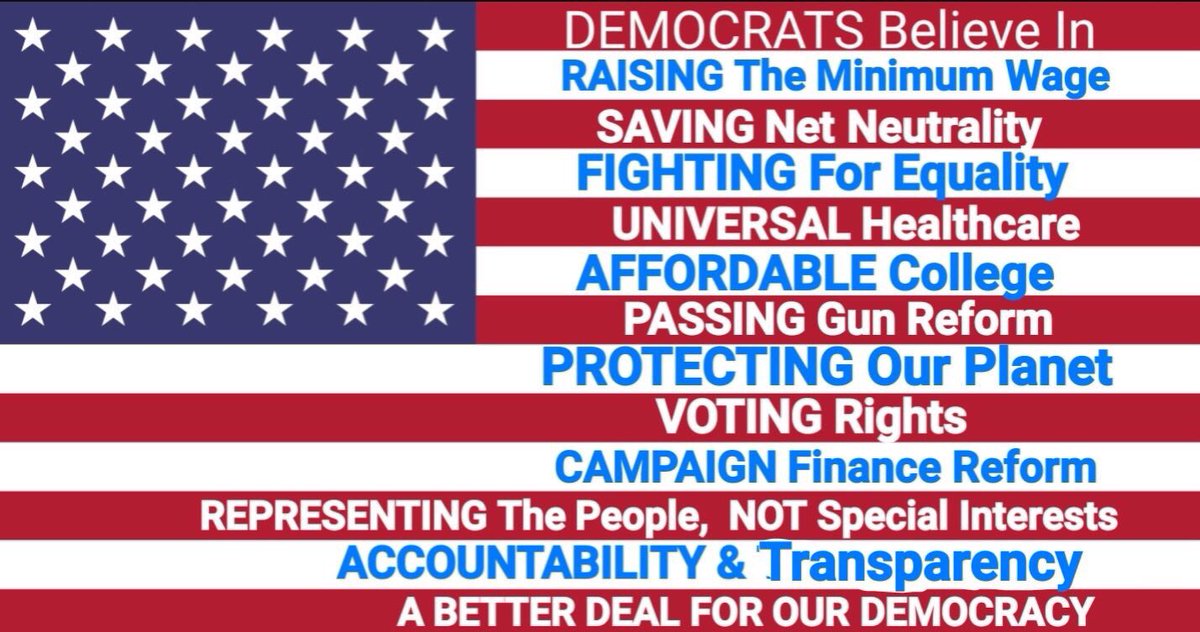 DEMOCRATS Believe In
RAISING The Minimum Wage
SAVING Net Neutrality
FIGHTING For Equality
UNIVERSAL Healthcare
AFFORDABLE College
PASSING Gun Reform
PROTECTING Our Planet
VOTING Rights
CAMPAIGN Finance Reform
REPRESENTING The People, NOT Special Interests
ACCOUNTABILITY & Transparency
A BETTER DEAL FOR OUR DEMOCRACY